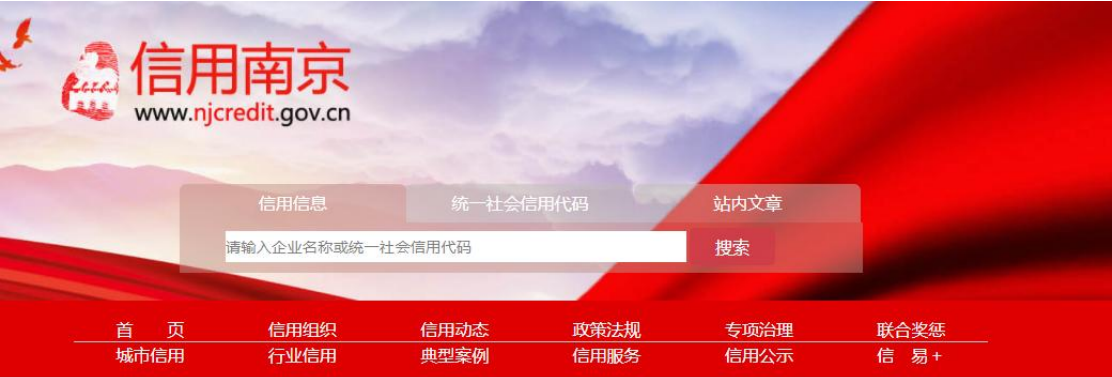 信用南京
www.njcredit.gov.cn
信用信息 统一社会信用代码 站内文章
请输入企业名称或统一社会信用代码 搜索
首 页 信用组织 信用动态 政策法规 专项治理 联合奖惩
城市信用 行业信用 典型案例 信用服务 信用公示 信 易+